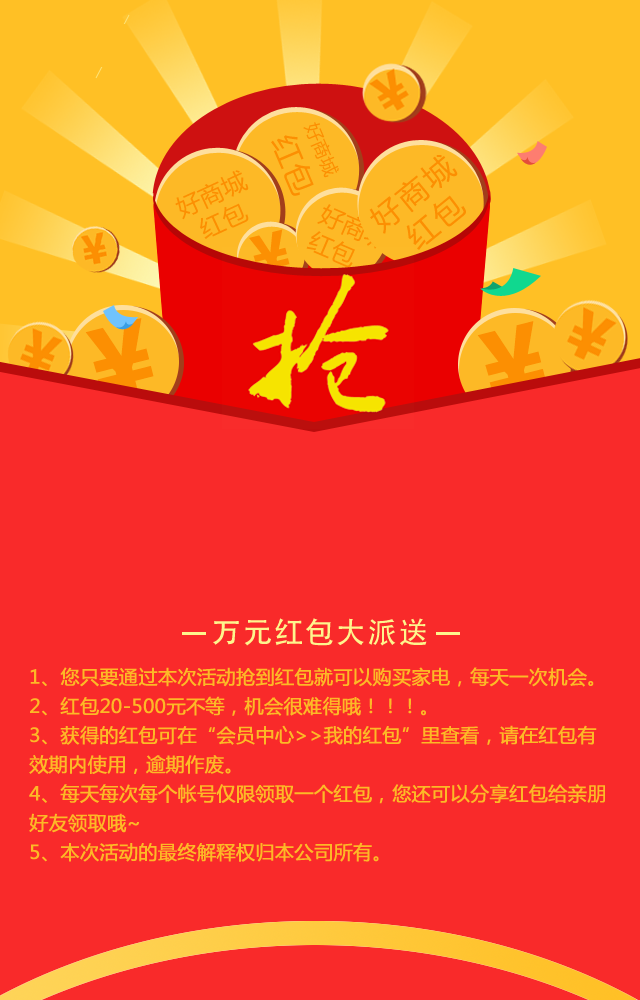 好商城
红包
好商城
红包
好商
红包
好商城
红包
¥
¥
¥
¥
¥
¥
¥
抢
万元红包大派送
1、您只要通过本次活动抢到红包就可以购买家电，每天一次机会。
2、红包20-500元不等，机会很难得哦！！！。
3、获得的红包可在“会员中心>>我的红包”里查看，请在红包有
效期内使用，逾期作废。
4、每天每次每个帐号仅限领取一个红包，您还可以分享红包给亲朋
好友领取哦~
5、本次活动的最终解释权归本公司所有。